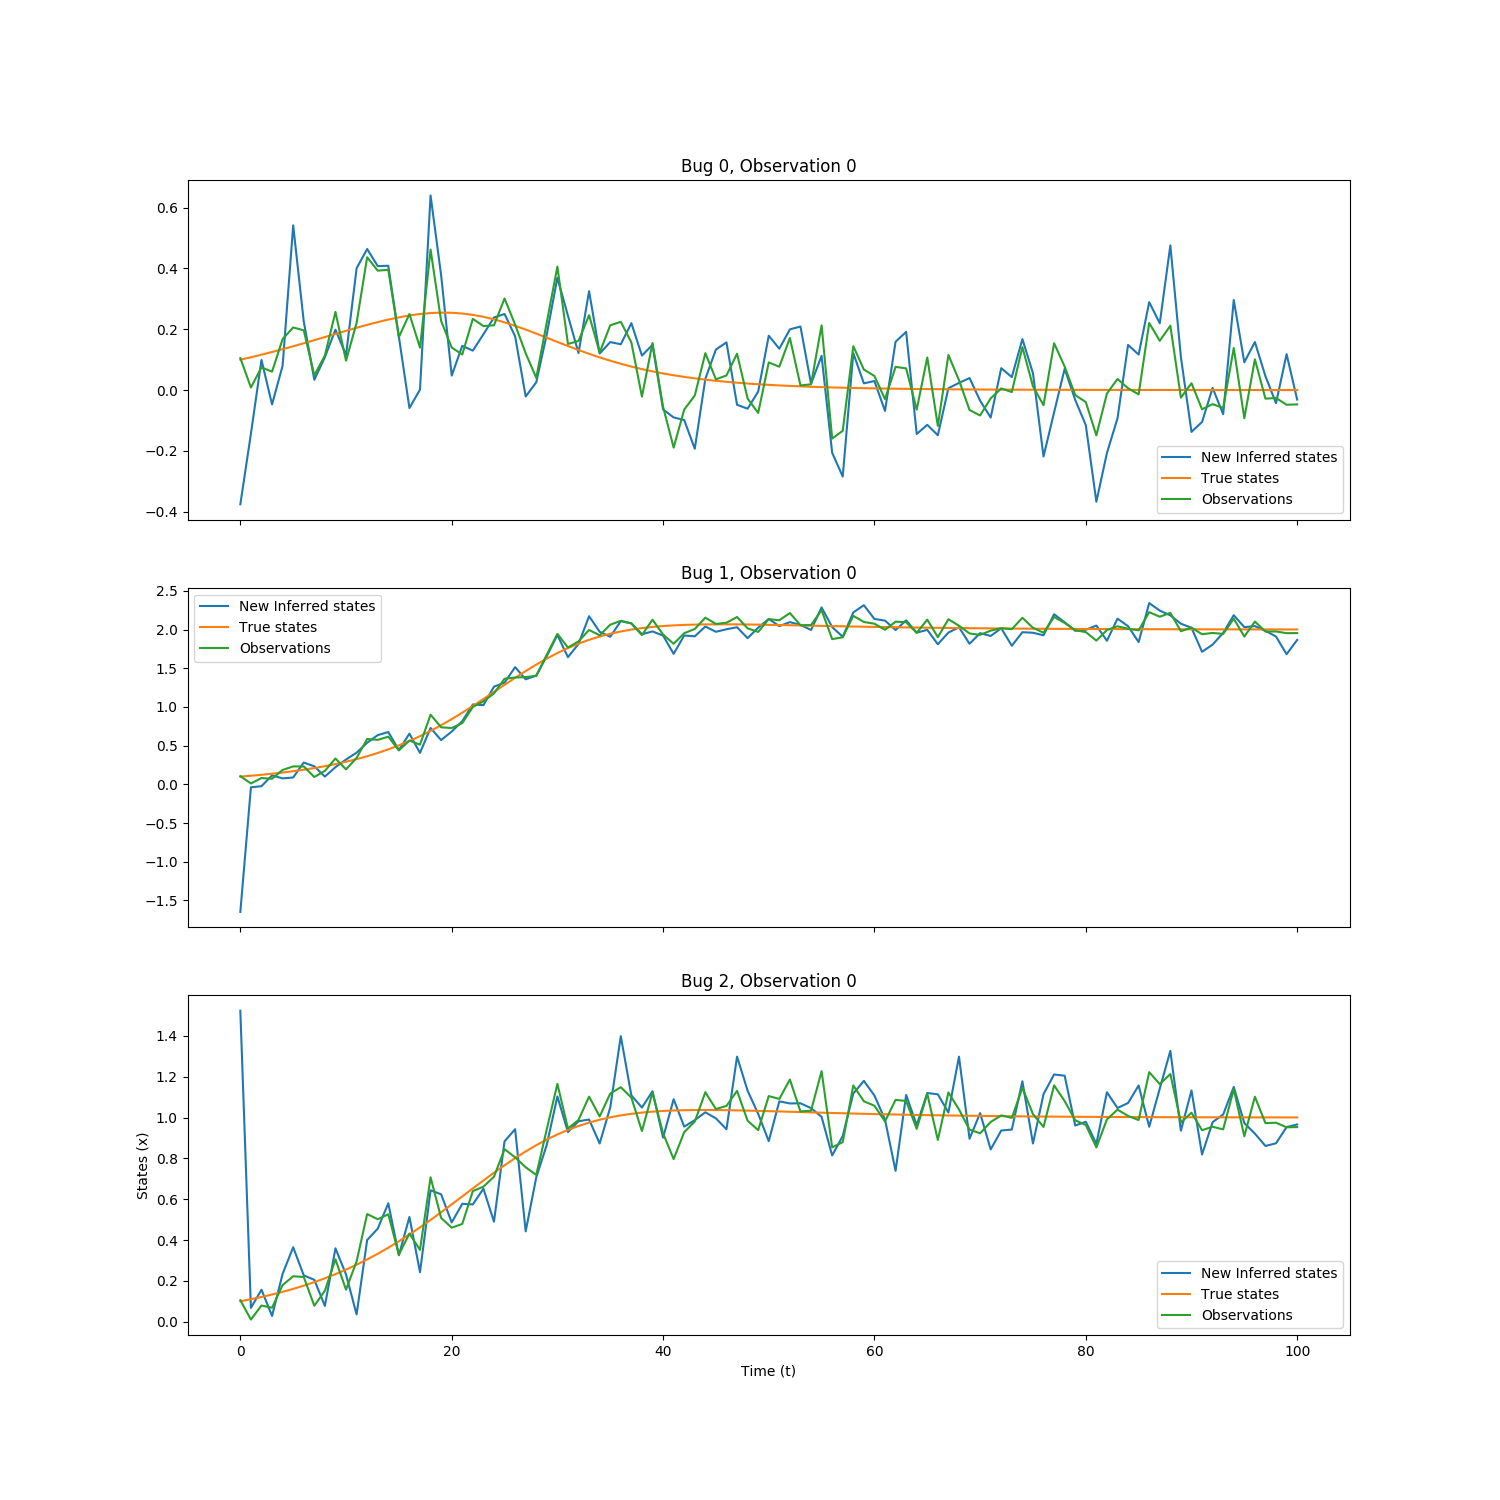 Bug 0, Observation 0
0.6
0.4
0.2
0.0
−0.2
−0.4
New Inferred states
True states
Observations
Bug 1, Observation 0
2.5
2.0
1.5
1.0
0.5
0.0
−0.5
−1.0
−1.5
New Inferred states
True states
Observations
Bug 2, Observation 0
1.4
1.2
1.0
0.8
0.6
0.4
0.2
0.0
States (x)
New Inferred states
True states
Observations
0 20 40 60 80 100
Time (t)